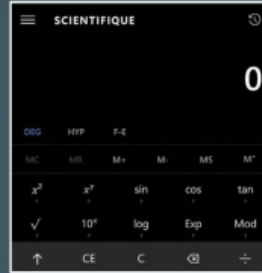 SCIENTIFIQUE
0
DEG HYP F-E
MC MR M+ M- MS M˅
x² xʸ sin cos tan
√ 10ˣ log Exp Mod
↑ CE C ⌫ ÷